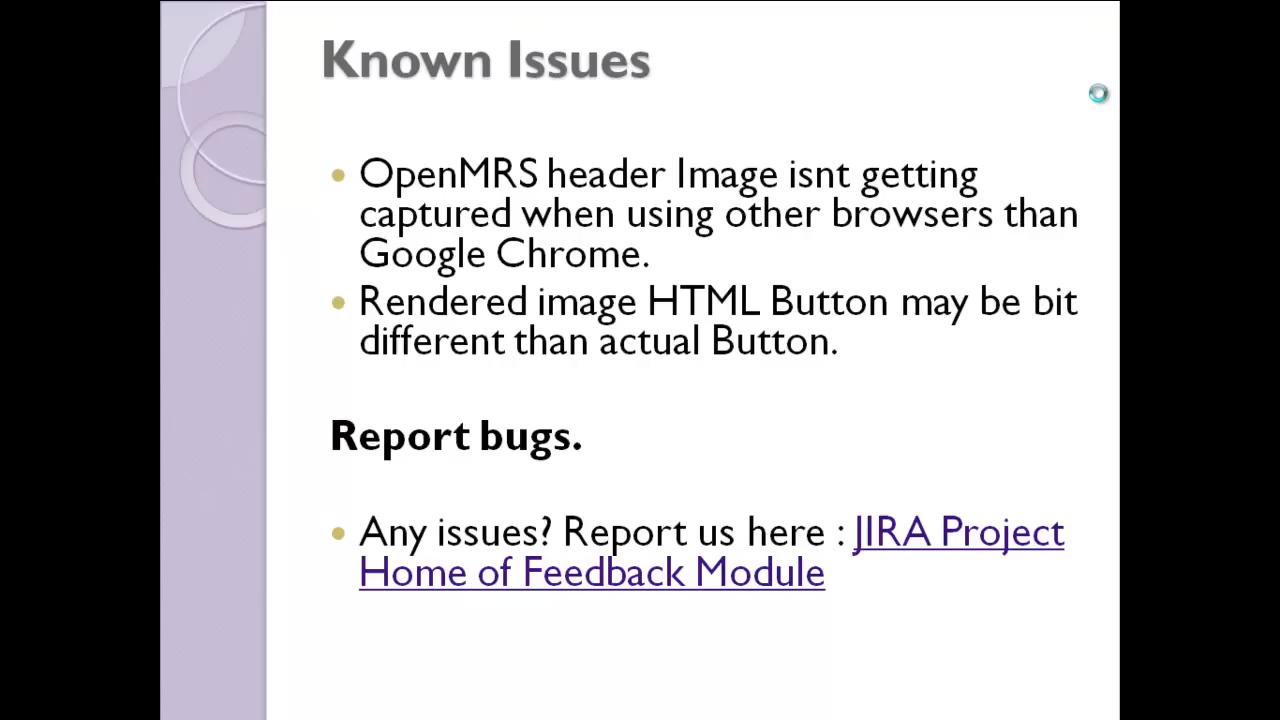 Known Issues
OpenMRS header Image isnt getting
captured when using other browsers than
Google Chrome.
Rendered image HTML Button may be bit
different than actual Button.
Report bugs.
Any issues? Report us here : JIRA Project
Home of Feedback Module